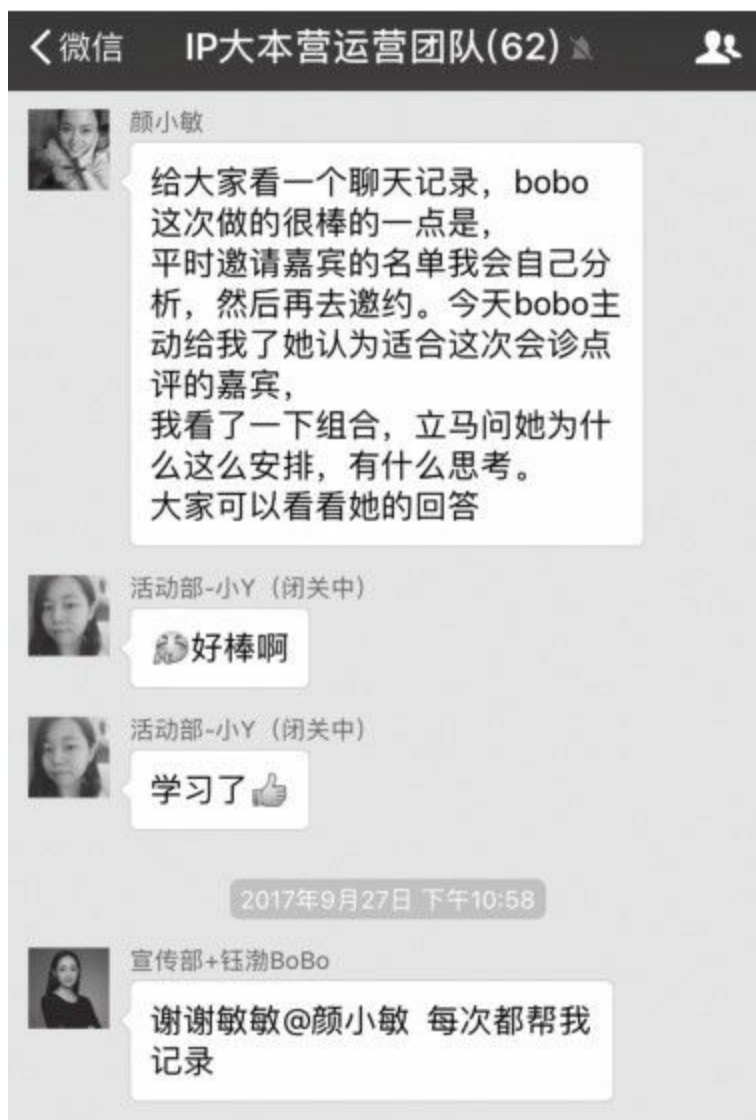 微信 IP大本营运营团队(62)
颜小敏
给大家看一个聊天记录，bobo
这次做的很棒的一点是，
平时邀请嘉宾的名单我会自己分
析，然后再去邀约。今天bobo主
动给我了她认为适合这次会诊点
评的嘉宾，
我看了一下组合，立马问她为什
么这么安排，有什么思考。
大家可以看看她的回答
活动部-小Y（闭关中）
好棒啊
活动部-小Y（闭关中）
学习了👍
2017年9月27日 下午10:58
宣传部+钰渤BoBo
谢谢敏敏@颜小敏 每次都帮我
记录